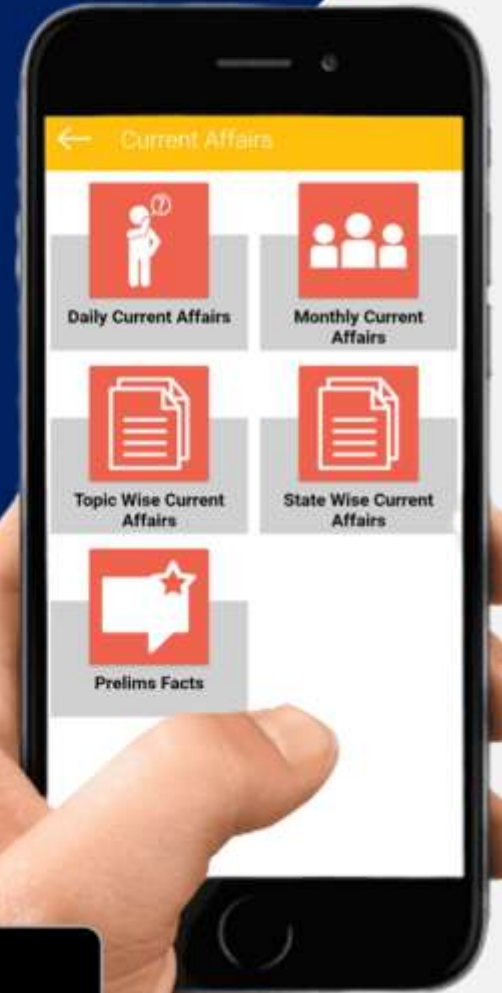 Current Affairs
Daily Current Affairs
Monthly Current
Affairs
Topic Wise Current
Affairs
State Wise Current
Affairs
Prelims Facts